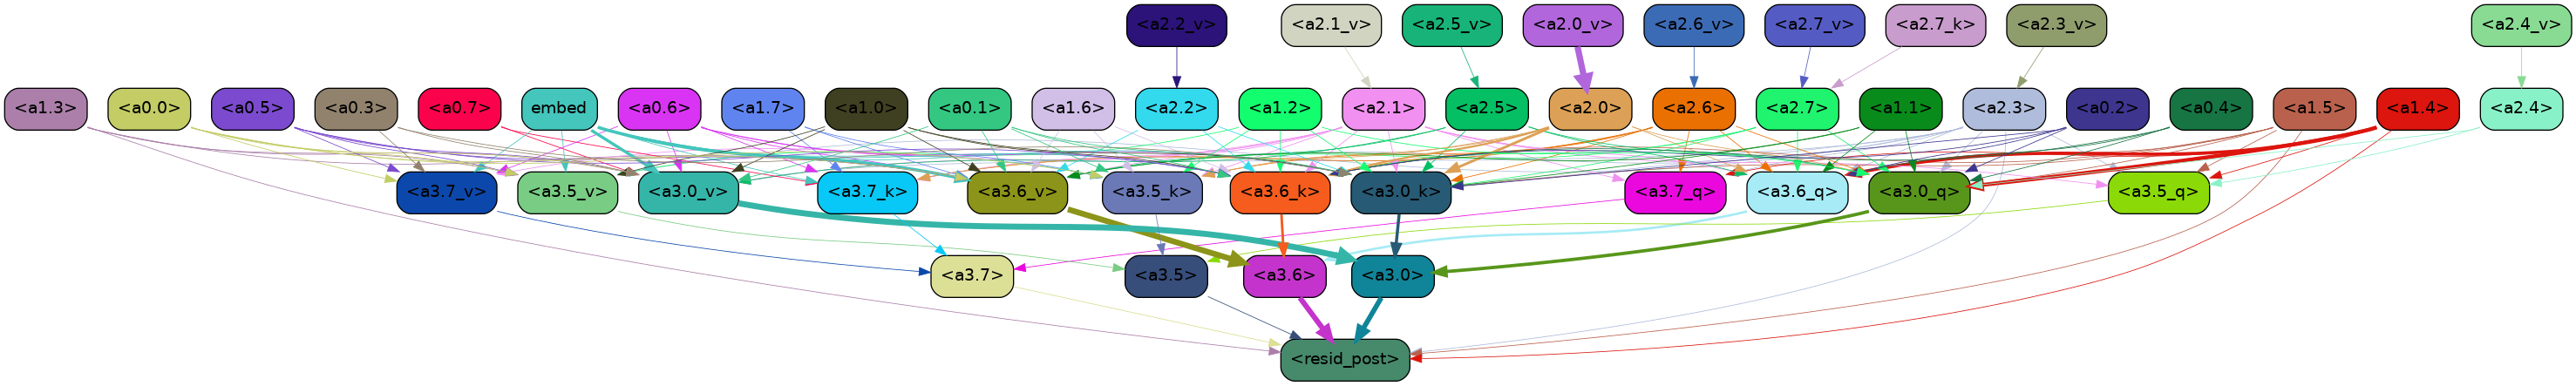 <a2.2_v> <a2.1_v> <a2.5_v> <a2.0_v> <a2.6_v> <a2.7_v> <a2.7_k> <a2.3_v> <a2.4_v>
<a1.3> <a0.0> <a0.5> <a0.3> <a0.7> embed <a0.6> <a1.7> <a1.0> <a0.1> <a1.6> <a2.2> <a1.2> <a2.1> <a2.5> <a2.0> <a2.6> <a2.7> <a1.1> <a2.3> <a0.2> <a0.4> <a1.5> <a1.4> <a2.4>
<a3.7_v> <a3.5_v> <a3.0_v> <a3.7_k> <a3.6_v> <a3.5_k> <a3.6_k> <a3.0_k> <a3.7_q> <a3.6_q> <a3.0_q> <a3.5_q>
<a3.7> <a3.5> <a3.6> <a3.0>
<resid_post>